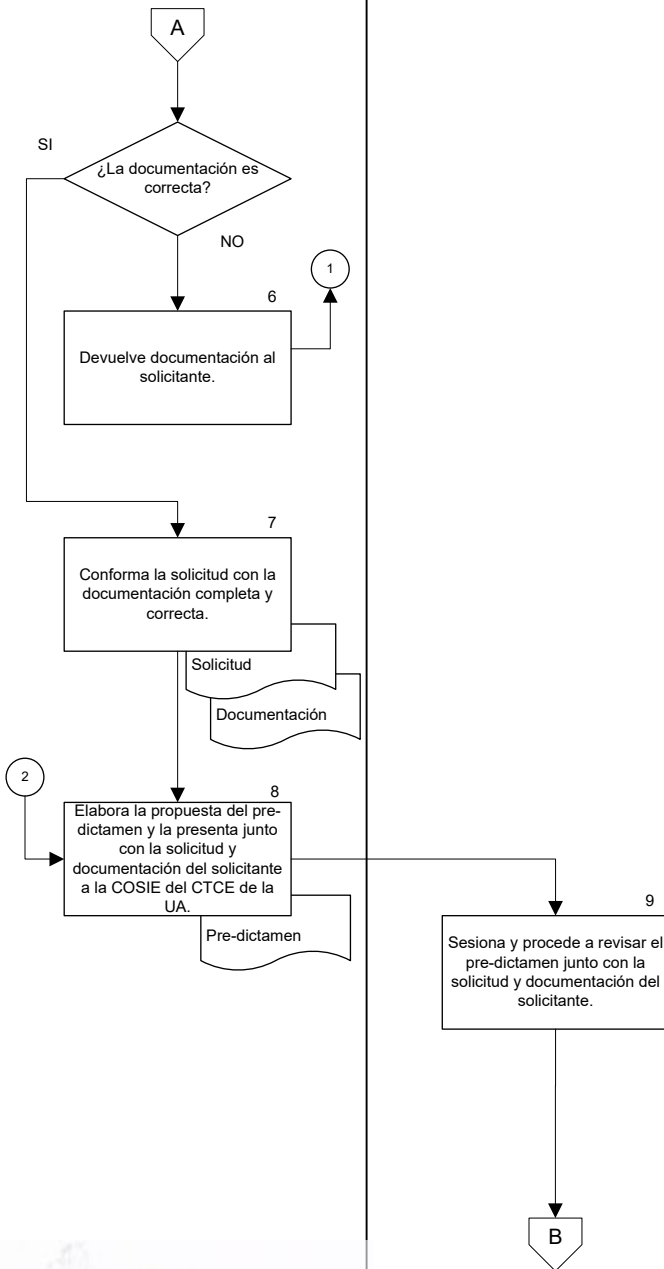 A
SI
¿La documentación es
correcta?
NO
1
6
Devuelve documentación al
solicitante.
7
Conforma la solicitud con la
documentación completa y
correcta.
Solicitud
Documentación
2
8
Elabora la propuesta del pre-
dictamen y la presenta junto
con la solicitud y
documentación del solicitante
a la COSIE del CTCE de la
UA.
Pre-dictamen
9
Sesiona y procede a revisar el
pre-dictamen junto con la
solicitud y documentación del
solicitante.
B